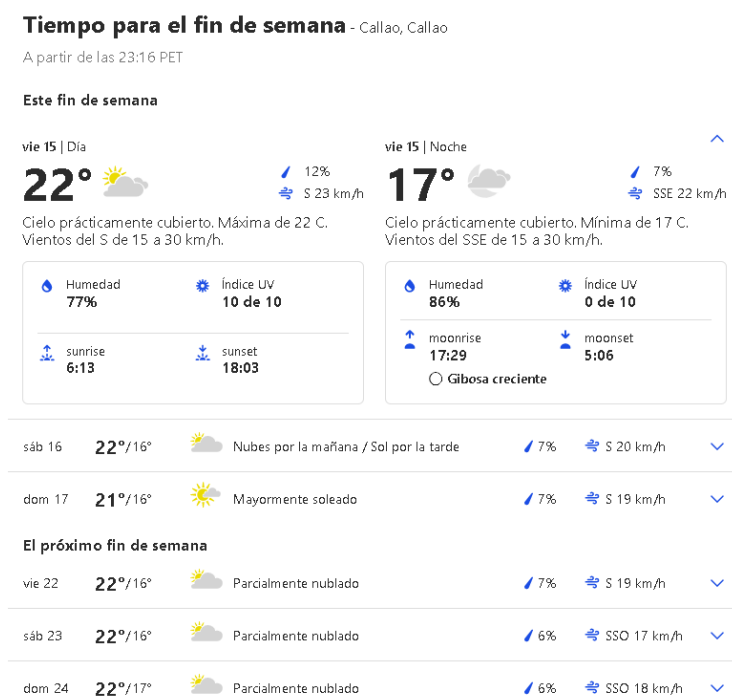 Tiempo para el fin de semana - Callao, Callao
A partir de las 23:16 PET
Este fin de semana
vie 15 | Día
22°
12%
S 23 km/h
Cielo prácticamente cubierto. Máxima de 22 C.
Vientos del S de 15 a 30 km/h.
Humedad
77%
Índice UV
10 de 10
sunrise
6:13
sunset
18:03
vie 15 | Noche
17°
7%
SSE 22 km/h
Cielo prácticamente cubierto. Mínima de 17 C.
Vientos del SSE de 15 a 30 km/h.
Humedad
86%
Índice UV
0 de 10
moonrise
17:29
moonset
5:06
Gibosa creciente
sáb 16 22°/16° Nubes por la mañana / Sol por la tarde 7% S 20 km/h
dom 17 21°/16° Mayormente soleado 7% S 19 km/h
El próximo fin de semana
vie 22 22°/16° Parcialmente nublado 7% S 19 km/h
sáb 23 22°/16° Parcialmente nublado 6% SSO 17 km/h
dom 24 22°/17° Parcialmente nublado 6% SSO 18 km/h